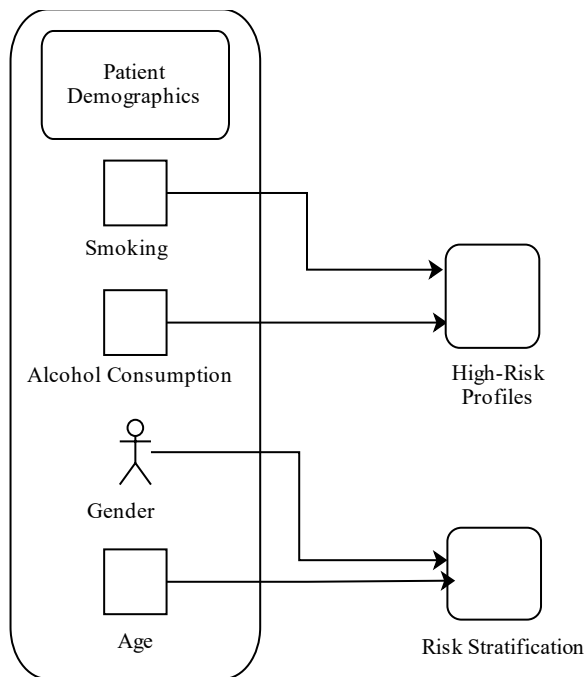 Patient
Demographics
Smoking
Alcohol Consumption
High-Risk
Profiles
Gender
Age
Risk Stratification